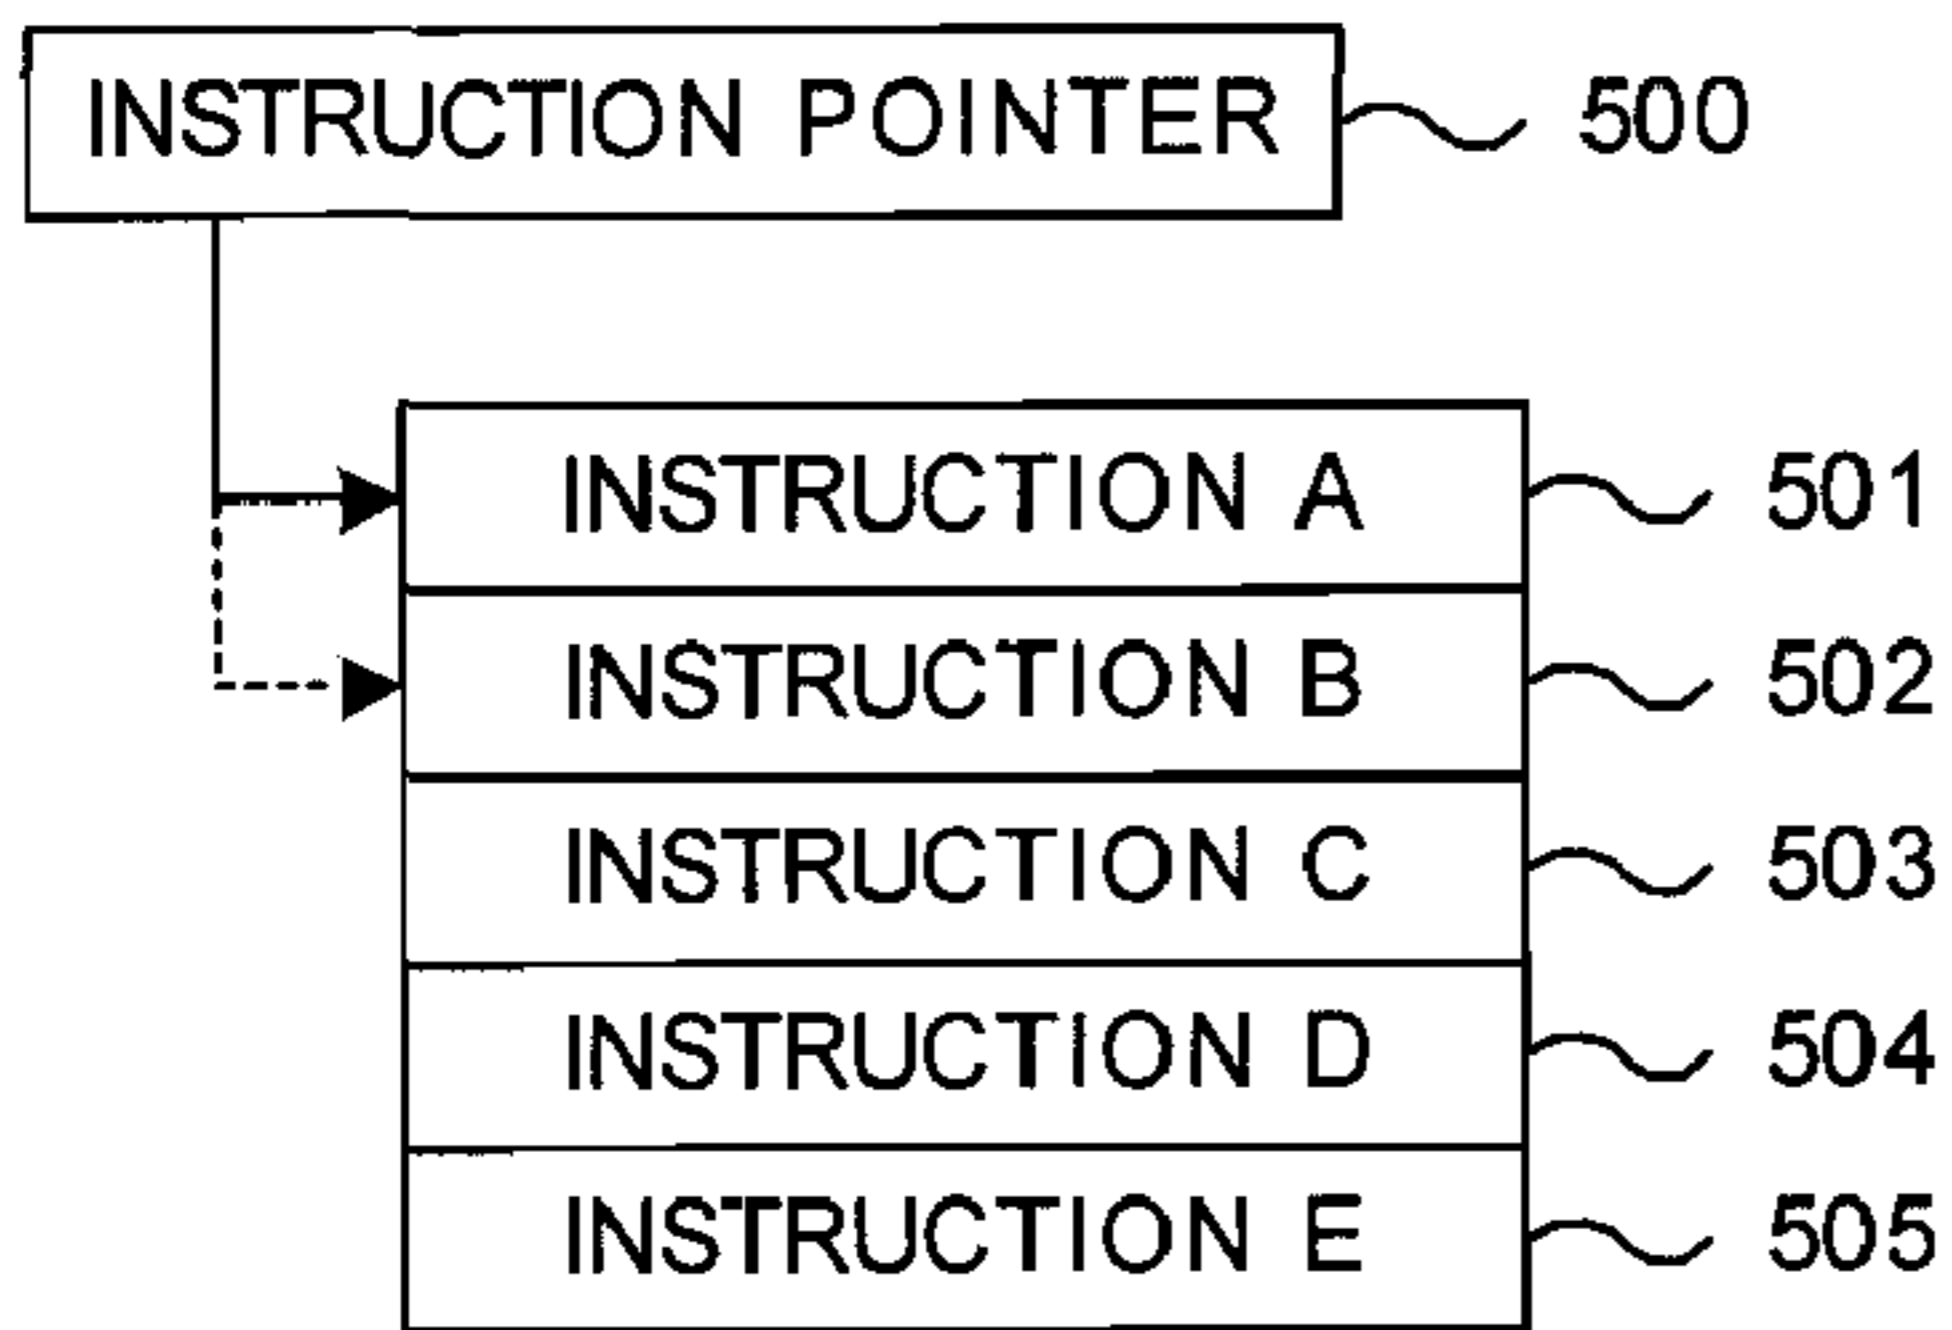 INSTRUCTION POINTER 500
INSTRUCTION A 501
INSTRUCTION B 502
INSTRUCTION C 503
INSTRUCTION D 504
INSTRUCTION E 505